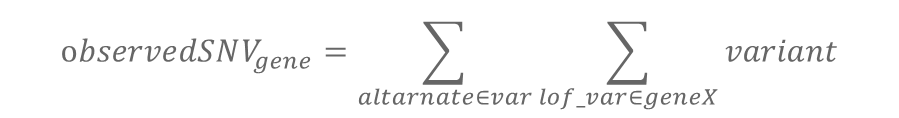 observedSNV_gene = ∑_{altarnate∈var} ∑_{lof_var∈geneX} variant